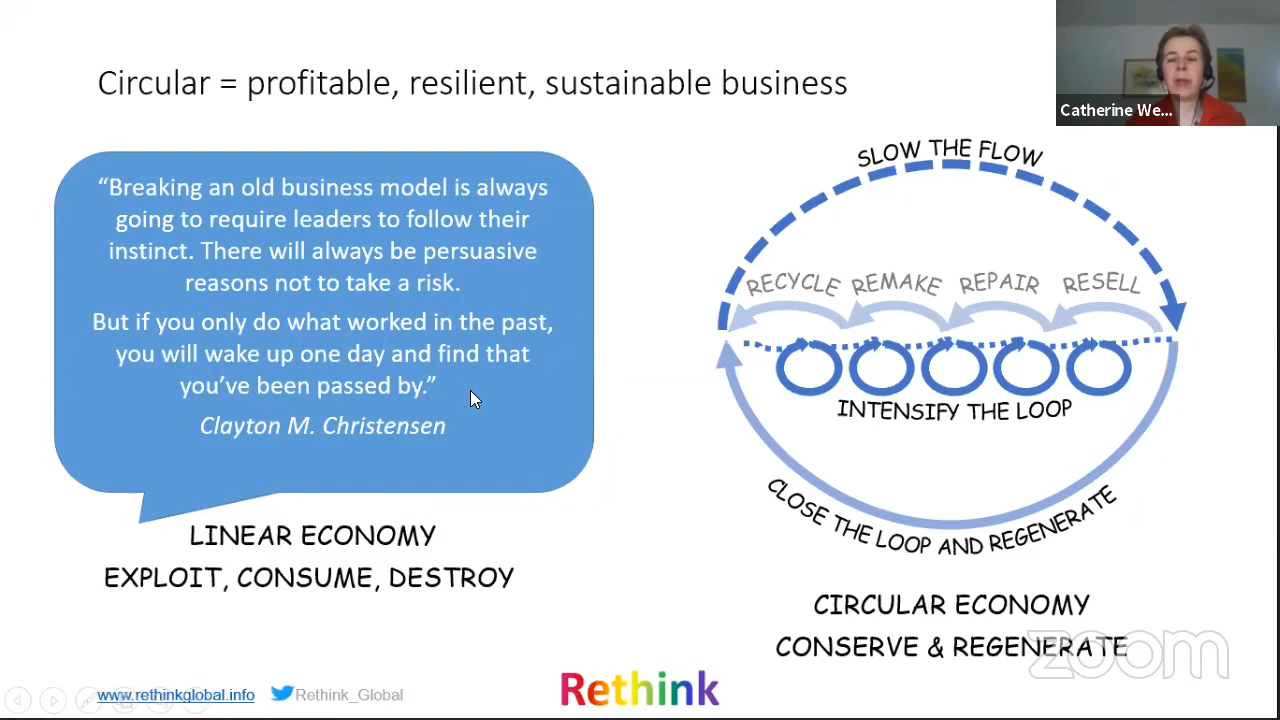 Circular = profitable, resilient, sustainable business
Catherine We...
“Breaking an old business model is always
going to require leaders to follow their
instinct. There will always be persuasive
reasons not to take a risk.
But if you only do what worked in the past,
you will wake up one day and find that
you’ve been passed by.”
Clayton M. Christensen
LINEAR ECONOMY
EXPLOIT, CONSUME, DESTROY
SLOW THE FLOW
RECYCLE REMAKE REPAIR RESELL
INTENSIFY THE LOOP
CLOSE THE LOOP AND REGENERATE
CIRCULAR ECONOMY
CONSERVE & REGENERATE
zoom
www.rethinkglobal.info Rethink_Global
Rethink